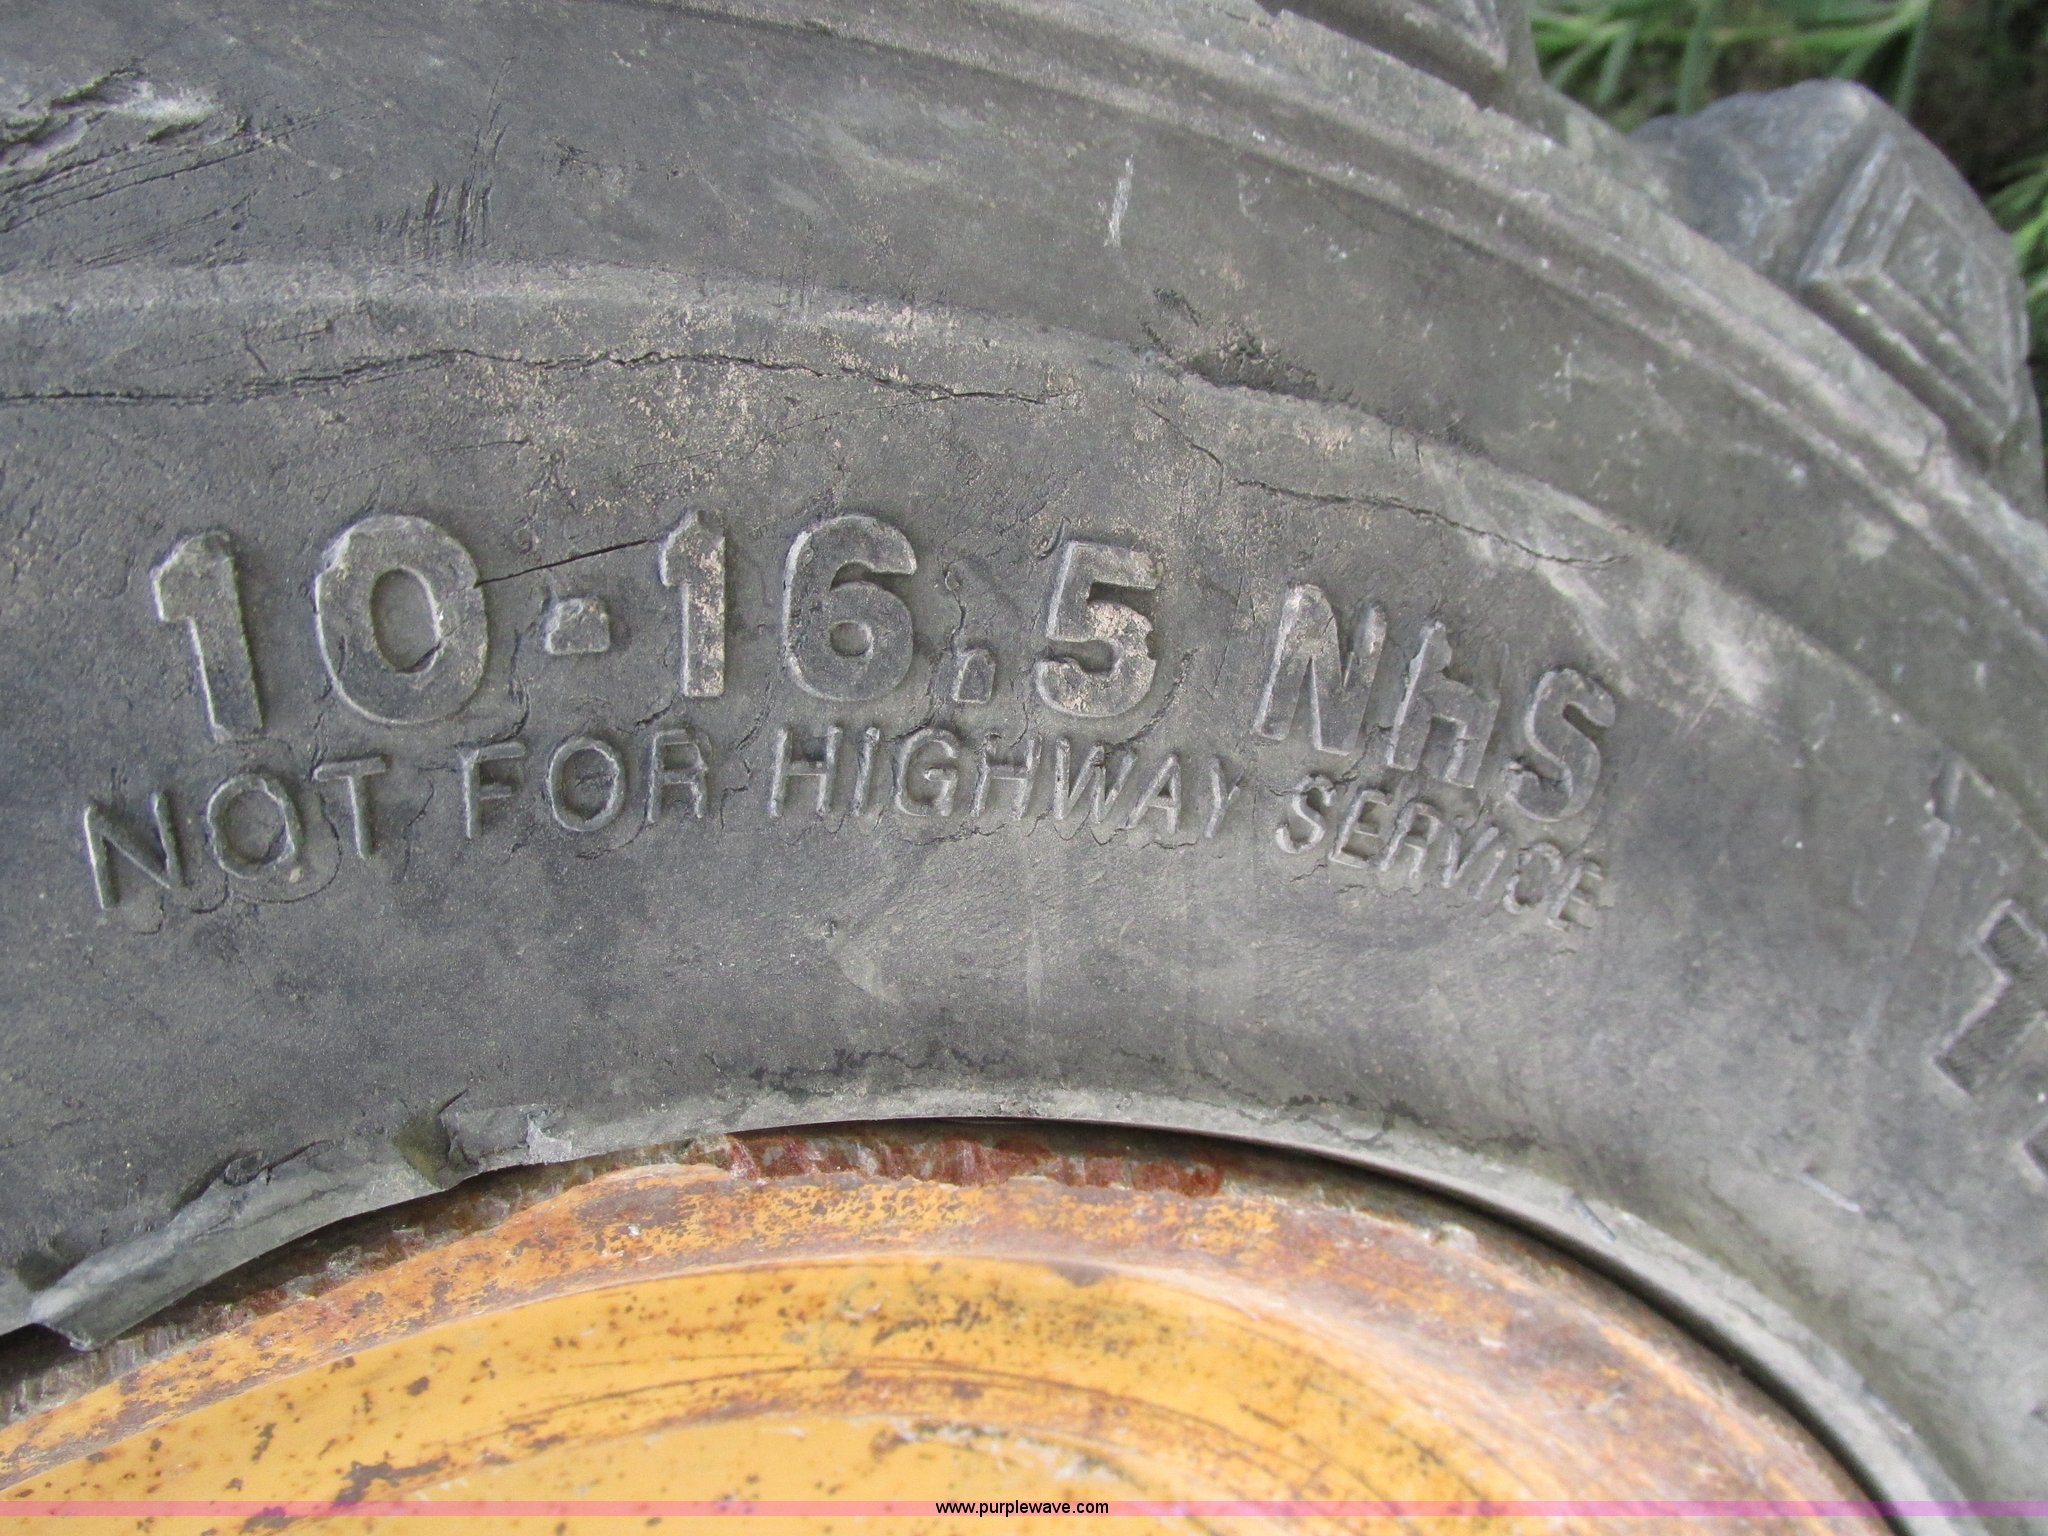 10-16.5 NHS
NOT FOR HIGHWAY SERVICE
www.purplewave.com